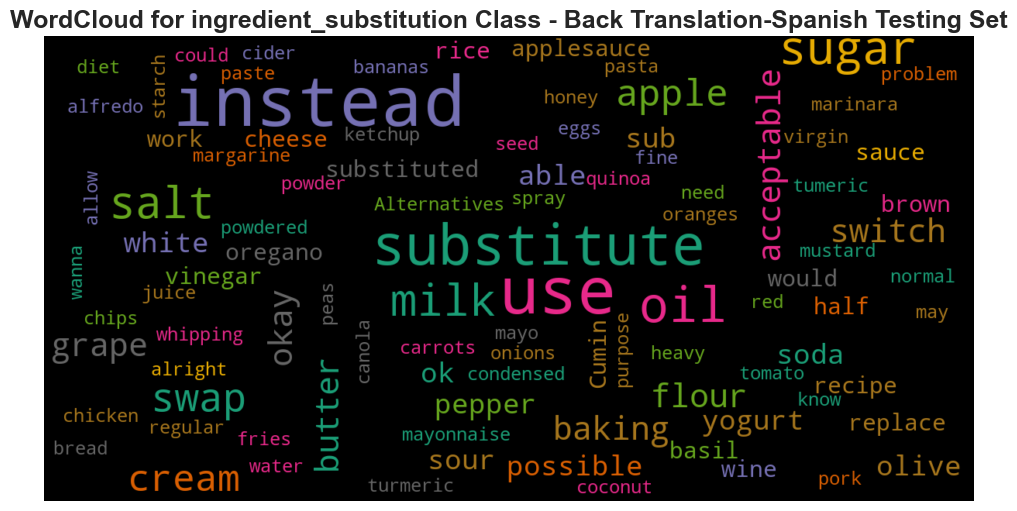 WordCloud for ingredient_substitution Class - Back Translation-Spanish Testing Set
diet
could
cider
rice
applesauce
sugar
starch
paste
bananas
pasta
problem
alfredo
instead
honey
apple
acceptable
marinara
work
cheese
ketchup
seed
eggs
sub
virgin
margarine
substituted
fine
sauce
allow
salt
powder
able
quinoa
need
tumeric
Alternatives
spray
oranges
brown
white
powdered
substitute
switch
wanna
oregano
mustard
vinegar
would
normal
juice
okay
peas
milk
use
oil
red
half
may
chips
whipping
canola
mayo
Cumin
purpose
grape
carrots
onions
heavy
soda
alright
butter
ok
condensed
tomato
swap
flour
recipe
chicken
pepper
know
regular
baking
yogurt
replace
fries
mayonnaise
basil
bread
water
sour
possible
wine
olive
cream
turmeric
coconut
pork